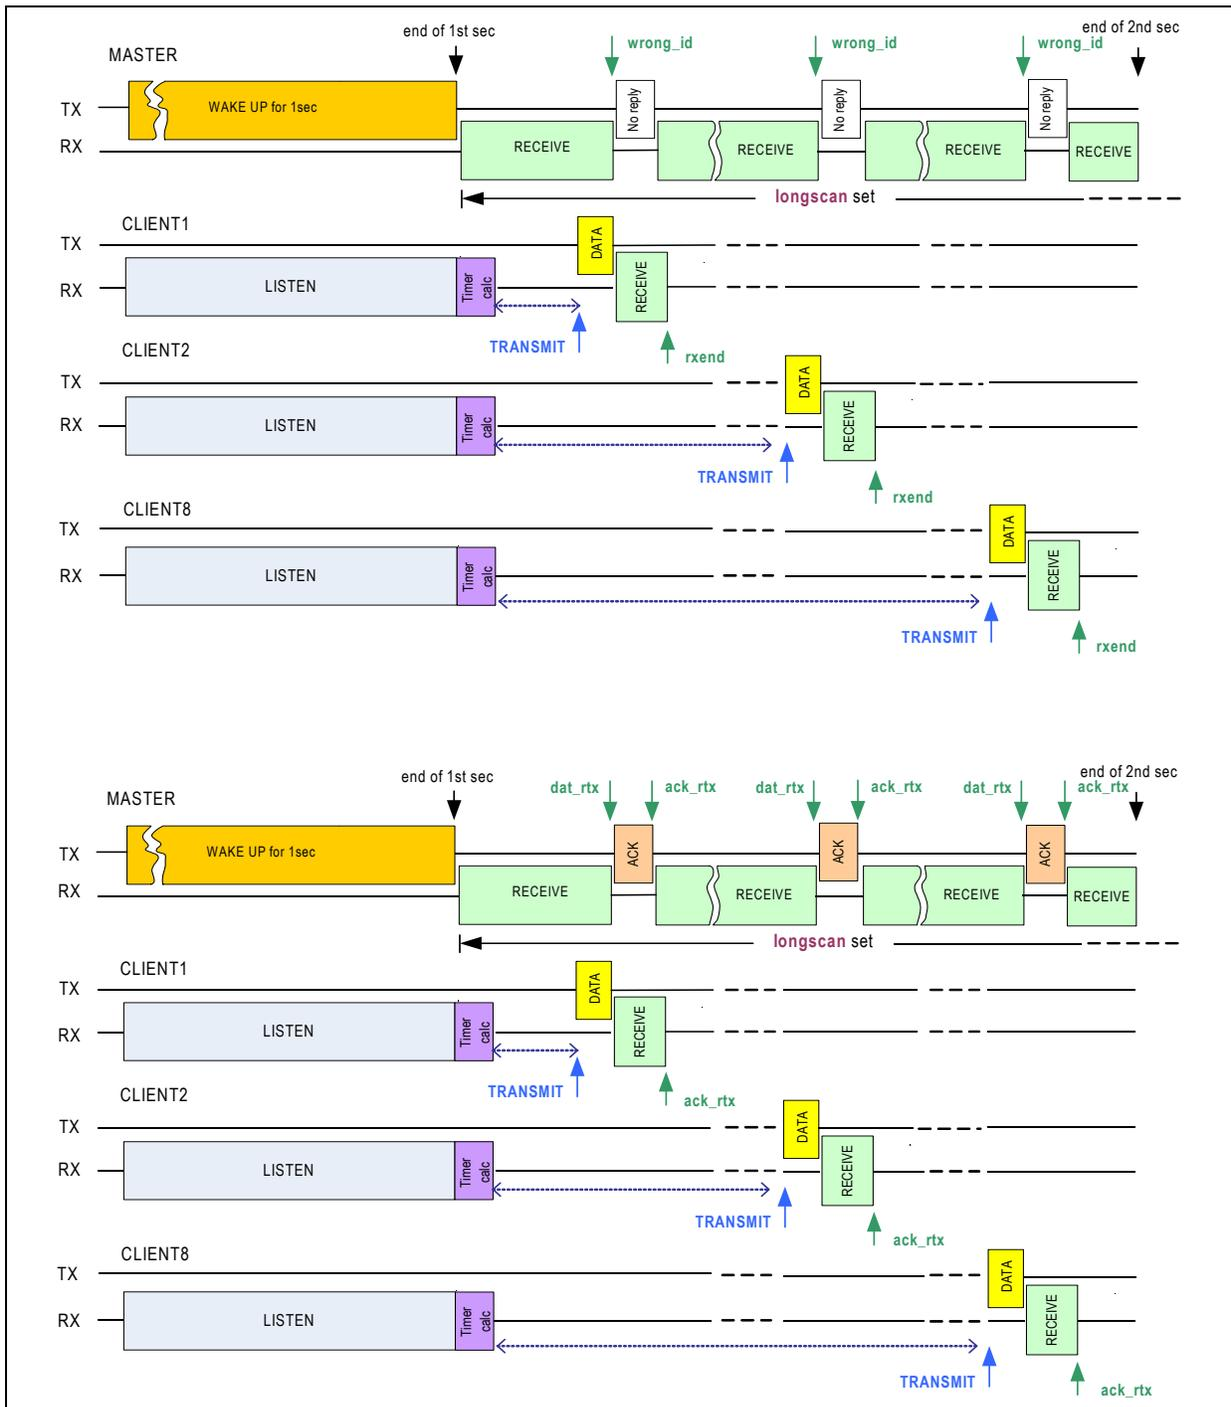 end of 1st sec
end of 2nd sec
MASTER
wrong_id
wrong_id
wrong_id
TX
WAKE UP for 1sec
No reply
No reply
No reply
RX
RECEIVE
RECEIVE
RECEIVE
RECEIVE
longscan set
CLIENT1
TX
DATA
RX
LISTEN
Timer calc
RECEIVE
TRANSMIT
rxend
CLIENT2
TX
DATA
RX
LISTEN
Timer calc
RECEIVE
TRANSMIT
rxend
CLIENT8
TX
DATA
RX
LISTEN
Timer calc
RECEIVE
TRANSMIT
rxend
end of 1st sec
end of 2nd sec
MASTER
dat_rtx
ack_rtx
dat_rtx
ack_rtx
dat_rtx
ack_rtx
TX
WAKE UP for 1sec
ACK
ACK
ACK
RX
RECEIVE
RECEIVE
RECEIVE
RECEIVE
longscan set
CLIENT1
TX
DATA
RX
LISTEN
Timer calc
RECEIVE
TRANSMIT
ack_rtx
CLIENT2
TX
DATA
RX
LISTEN
Timer calc
RECEIVE
TRANSMIT
ack_rtx
CLIENT8
TX
DATA
RX
LISTEN
Timer calc
RECEIVE
TRANSMIT
ack_rtx